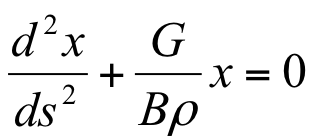 d²x/ds² + G/Bρ x = 0